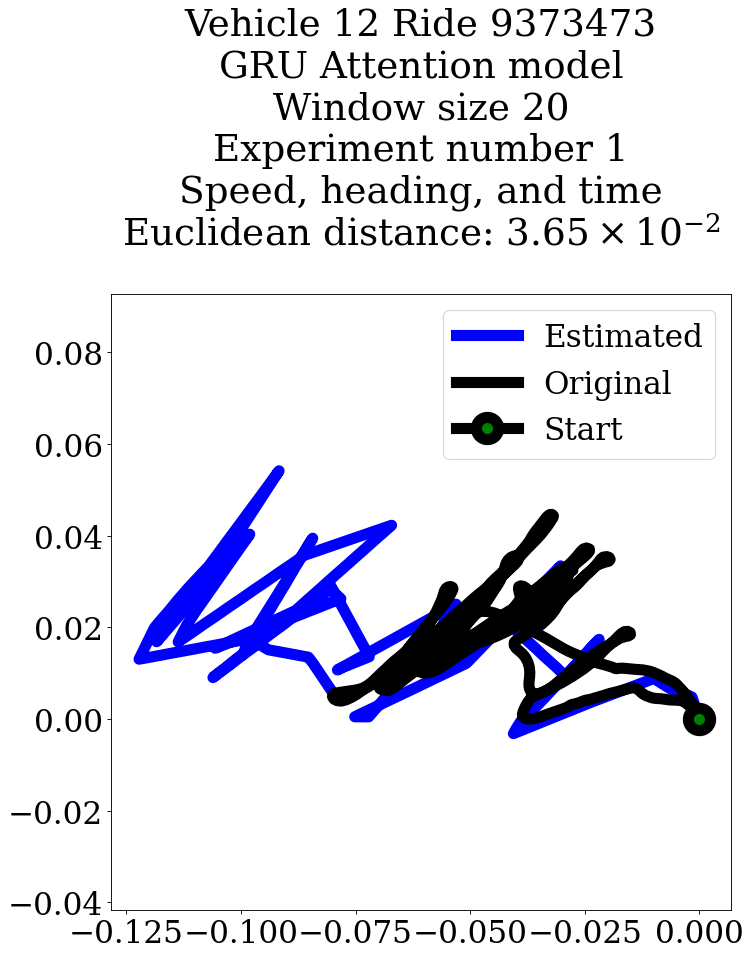 Vehicle 12 Ride 9373473
GRU Attention model
Window size 20
Experiment number 1
Speed, heading, and time
Euclidean distance: 3.65 × 10⁻²
Estimated
Original
Start
0.08
0.06
0.04
0.02
0.00
−0.02
−0.04
−0.125 −0.100 −0.075 −0.050 −0.025 0.000